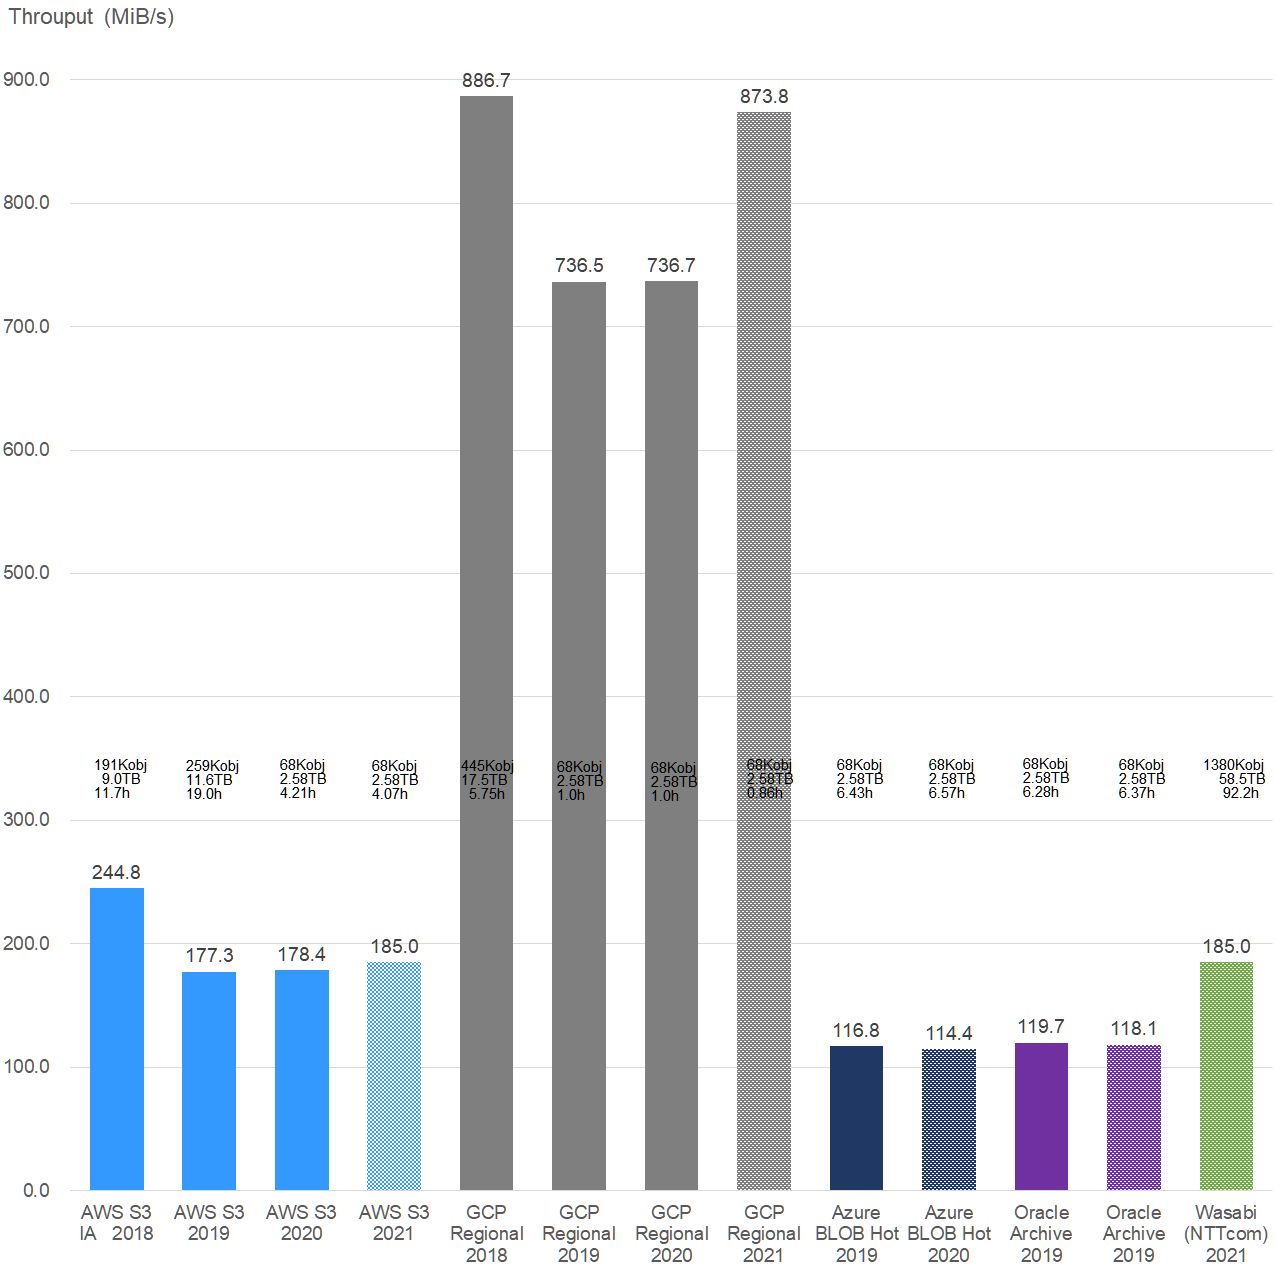 Throuput (MiB/s)
900.0
800.0
700.0
600.0
500.0
400.0
300.0
200.0
100.0
0.0
244.8
177.3
178.4
185.0
886.7
736.5
736.7
873.8
116.8
114.4
119.7
118.1
185.0
191Kobj
9.0TB
11.7h
259Kobj
11.6TB
19.0h
68Kobj
2.58TB
4.21h
68Kobj
2.58TB
4.07h
445Kobj
17.5TB
5.75h
68Kobj
2.58TB
1.0h
68Kobj
2.58TB
1.0h
68Kobj
2.58TB
0.86h
68Kobj
2.58TB
6.43h
68Kobj
2.58TB
6.57h
68Kobj
2.58TB
6.28h
68Kobj
2.58TB
6.37h
1380Kobj
58.5TB
92.2h
AWS S3
IA 2018
AWS S3
2019
AWS S3
2020
AWS S3
2021
GCP
Regional
2018
GCP
Regional
2019
GCP
Regional
2020
GCP
Regional
2021
Azure
BLOB Hot
2019
Azure
BLOB Hot
2020
Oracle
Archive
2019
Oracle
Archive
2019
Wasabi
(NTTcom)
2021